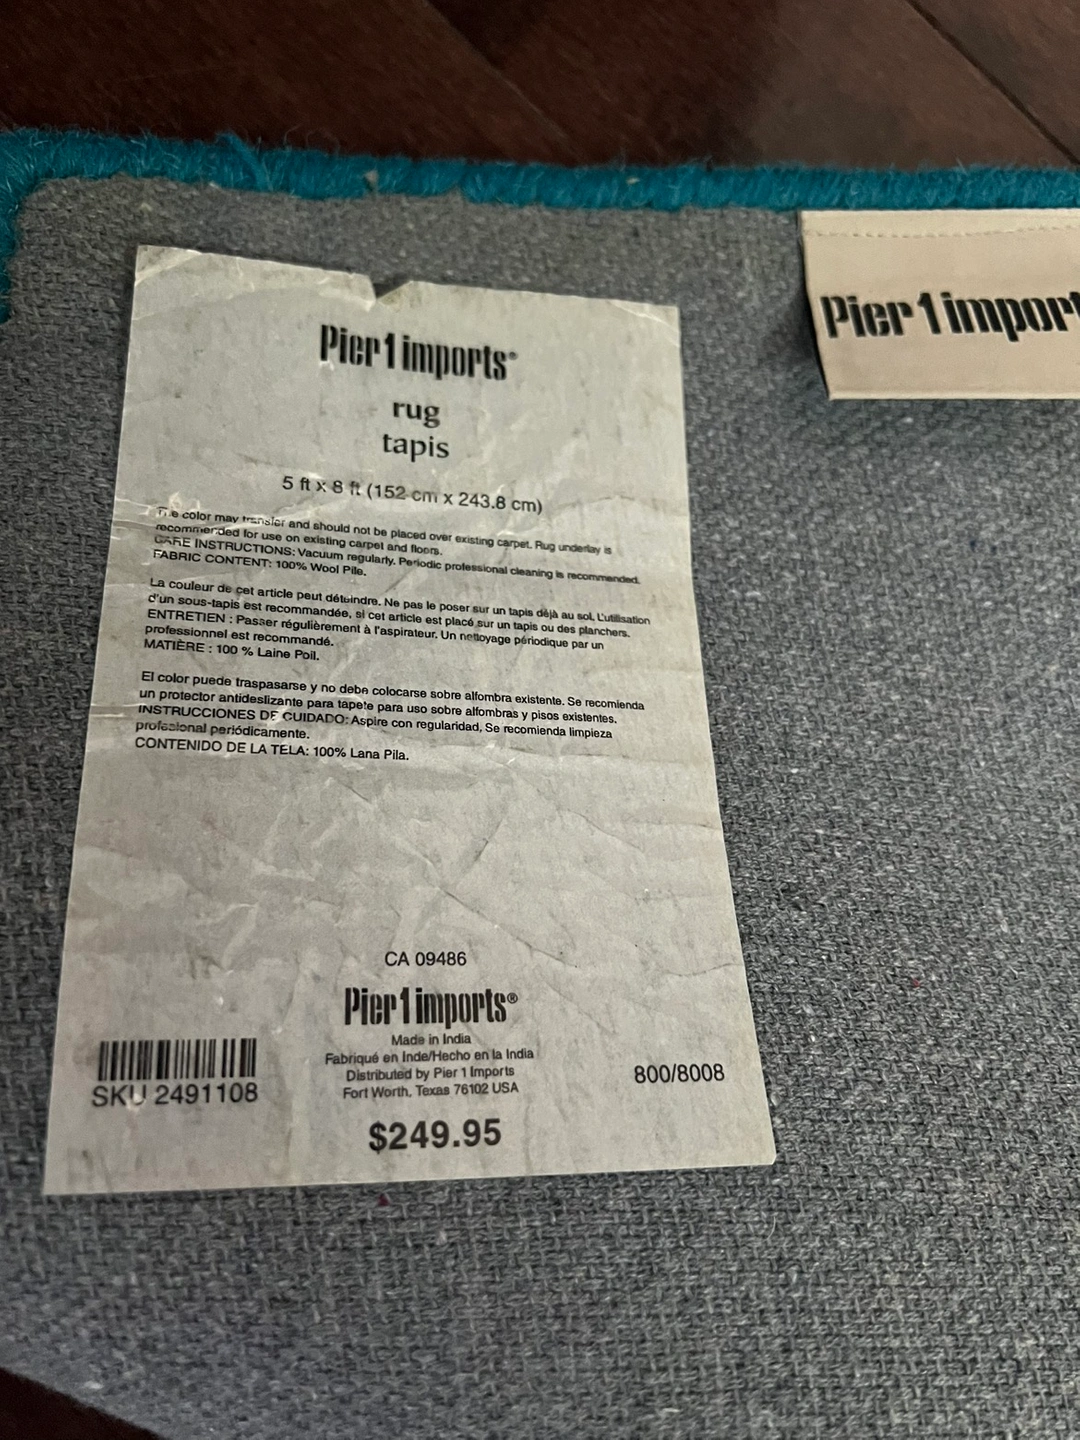 Pier 1 imports®
rug
tapis
5 ft x 8 ft (152 cm x 243.8 cm)
The color may transfer and should not be placed over existing carpet. Rug underlay is
recommended for use on existing carpet and floors.
CARE INSTRUCTIONS: Vacuum regularly. Periodic professional cleaning is recommended.
FABRIC CONTENT: 100% Wool Pile.
La couleur de cet article peut déteindre. Ne pas le poser sur un tapis déjà au sol. L'utilisation
d'un sous-tapis est recommandée, si cet article est placé sur un tapis ou des planchers.
ENTRETIEN : Passer régulièrement à l'aspirateur. Un nettoyage périodique par un
professionnel est recommandé.
MATIÈRE : 100 % Laine Poil.
El color puede traspasarse y no debe colocarse sobre alfombra existente. Se recomienda
un protector antideslizante para tapete para uso sobre alfombras y pisos existentes.
INSTRUCCIONES DE CUIDADO: Aspire con regularidad, Se recomienda limpieza
profesional periódicamente.
CONTENIDO DE LA TELA: 100% Lana Pila.
CA 09486
Pier 1 imports®
Made in India
Fabriqué en Inde/Hecho en la India
Distributed by Pier 1 Imports
Fort Worth, Texas 76102 USA
SKU 2491108
800/8008
$249.95
Pier 1 import